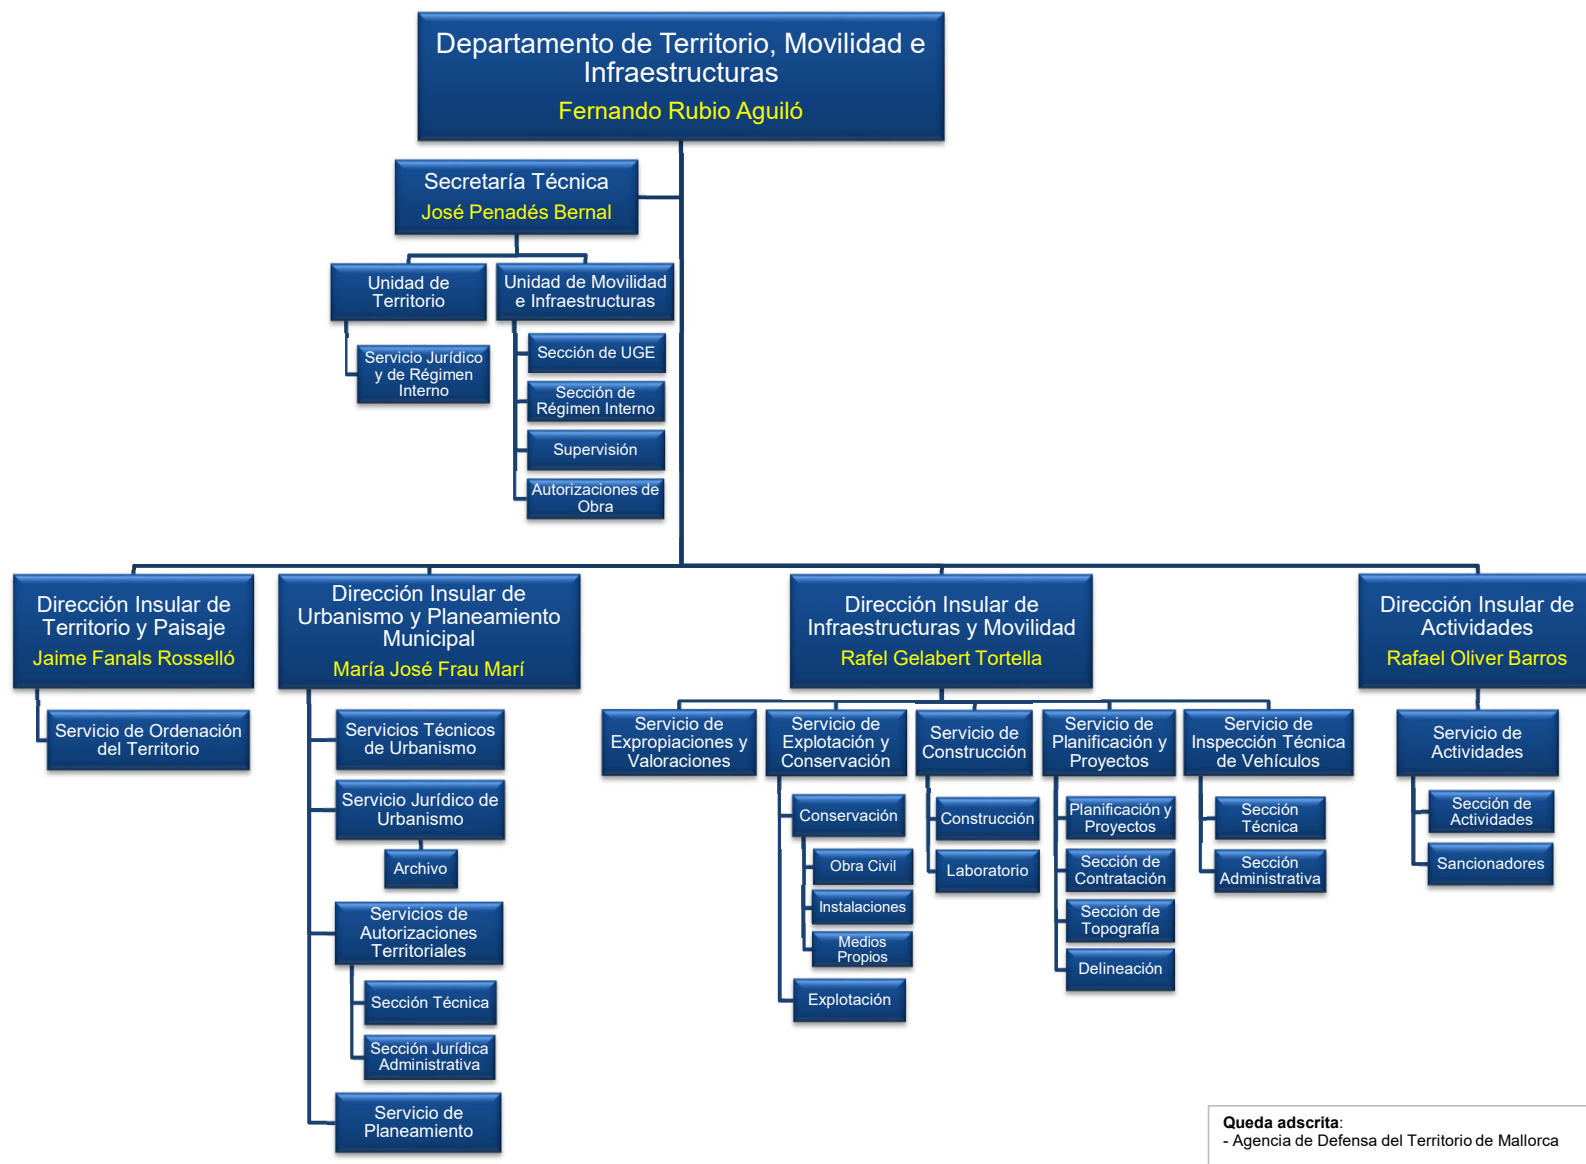 Departamento de Territorio, Movilidad e
Infraestructuras
Fernando Rubio Aguiló
Secretaría Técnica
José Penadés Bernal
Unidad de
Territorio
Unidad de Movilidad
e Infraestructuras
Servicio Jurídico
y de Régimen
Interno
Sección de UGE
Sección de
Régimen Interno
Supervisión
Autorizaciones de
Obra
Dirección Insular de
Territorio y Paisaje
Jaime Fanals Rosselló
Servicio de Ordenación
del Territorio
Dirección Insular de
Urbanismo y Planeamiento
Municipal
María José Frau Marí
Servicios Técnicos
de Urbanismo
Servicio Jurídico de
Urbanismo
Archivo
Servicios de
Autorizaciones
Territoriales
Sección Técnica
Sección Jurídica
Administrativa
Servicio de
Planeamiento
Dirección Insular de
Infraestructuras y Movilidad
Rafel Gelabert Tortella
Servicio de
Expropiaciones y
Valoraciones
Servicio de
Explotación y
Conservación
Conservación
Obra Civil
Instalaciones
Medios
Propios
Explotación
Servicio de
Construcción
Construcción
Laboratorio
Servicio de
Planificación y
Proyectos
Planificación y
Proyectos
Sección de
Contratación
Sección de
Topografía
Delineación
Servicio de
Inspección Técnica
de Vehículos
Sección
Técnica
Sección
Administrativa
Dirección Insular de
Actividades
Rafael Oliver Barros
Servicio de
Actividades
Sección de
Actividades
Sancionadores
Queda adscrita:
- Agencia de Defensa del Territorio de Mallorca